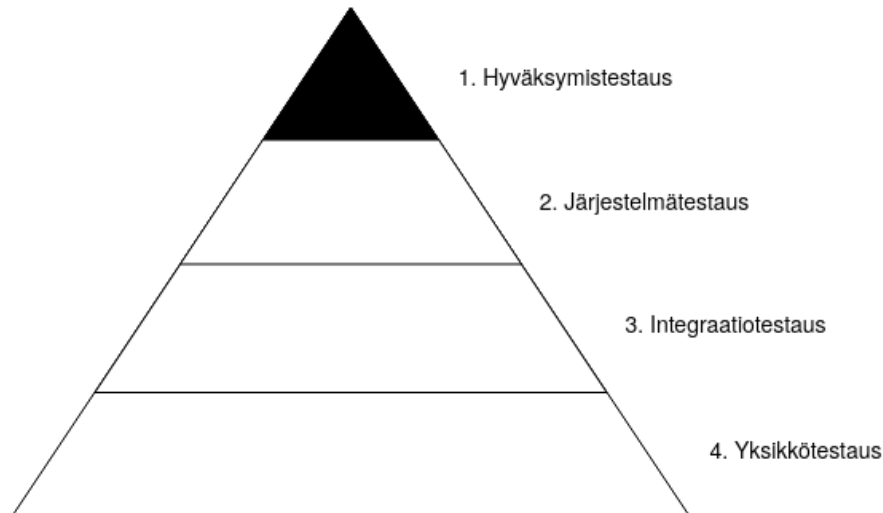 1. Hyväksymistestaus
2. Järjestelmätestaus
3. Integraatiotestaus
4. Yksikkötestaus